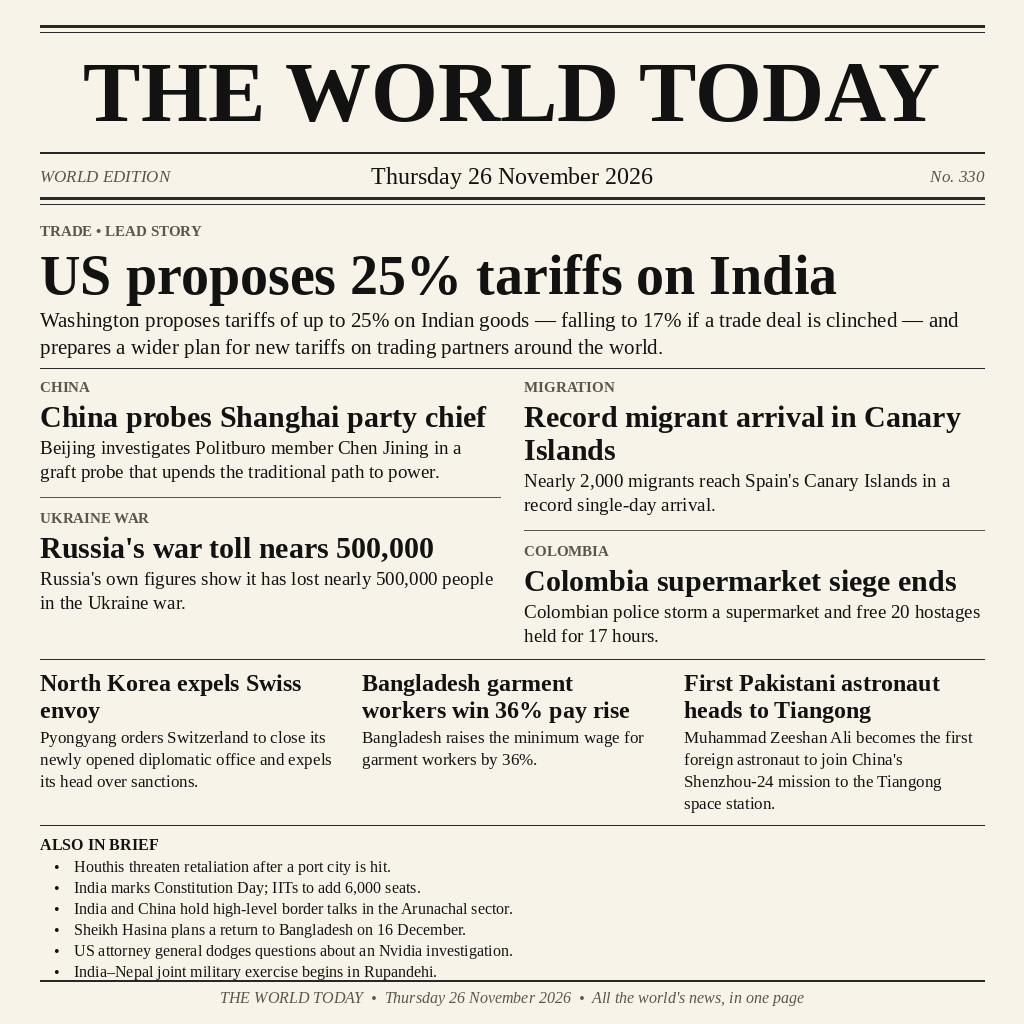 THE WORLD TODAY
WORLD EDITION
Thursday 26 November 2026
No. 330
TRADE • LEAD STORY
US proposes 25% tariffs on India
Washington proposes tariffs of up to 25% on Indian goods — falling to 17% if a trade deal is clinched — and
prepares a wider plan for new tariffs on trading partners around the world.
CHINA
China probes Shanghai party chief
Beijing investigates Politburo member Chen Jining in a
graft probe that upends the traditional path to power.
UKRAINE WAR
Russia's war toll nears 500,000
Russia's own figures show it has lost nearly 500,000 people
in the Ukraine war.
MIGRATION
Record migrant arrival in Canary
Islands
Nearly 2,000 migrants reach Spain's Canary Islands in a
record single-day arrival.
COLOMBIA
Colombia supermarket siege ends
Colombian police storm a supermarket and free 20 hostages
held for 17 hours.
North Korea expels Swiss
envoy
Pyongyang orders Switzerland to close its
newly opened diplomatic office and expels
its head over sanctions.
Bangladesh garment
workers win 36% pay rise
Bangladesh raises the minimum wage for
garment workers by 36%.
First Pakistani astronaut
heads to Tiangong
Muhammad Zeeshan Ali becomes the first
foreign astronaut to join China's
Shenzhou-24 mission to the Tiangong
space station.
ALSO IN BRIEF
• Houthis threaten retaliation after a port city is hit.
• India marks Constitution Day; IITs to add 6,000 seats.
• India and China hold high-level border talks in the Arunachal sector.
• Sheikh Hasina plans a return to Bangladesh on 16 December.
• US attorney general dodges questions about an Nvidia investigation.
• India–Nepal joint military exercise begins in Rupandehi.
THE WORLD TODAY • Thursday 26 November 2026 • All the world's news, in one page